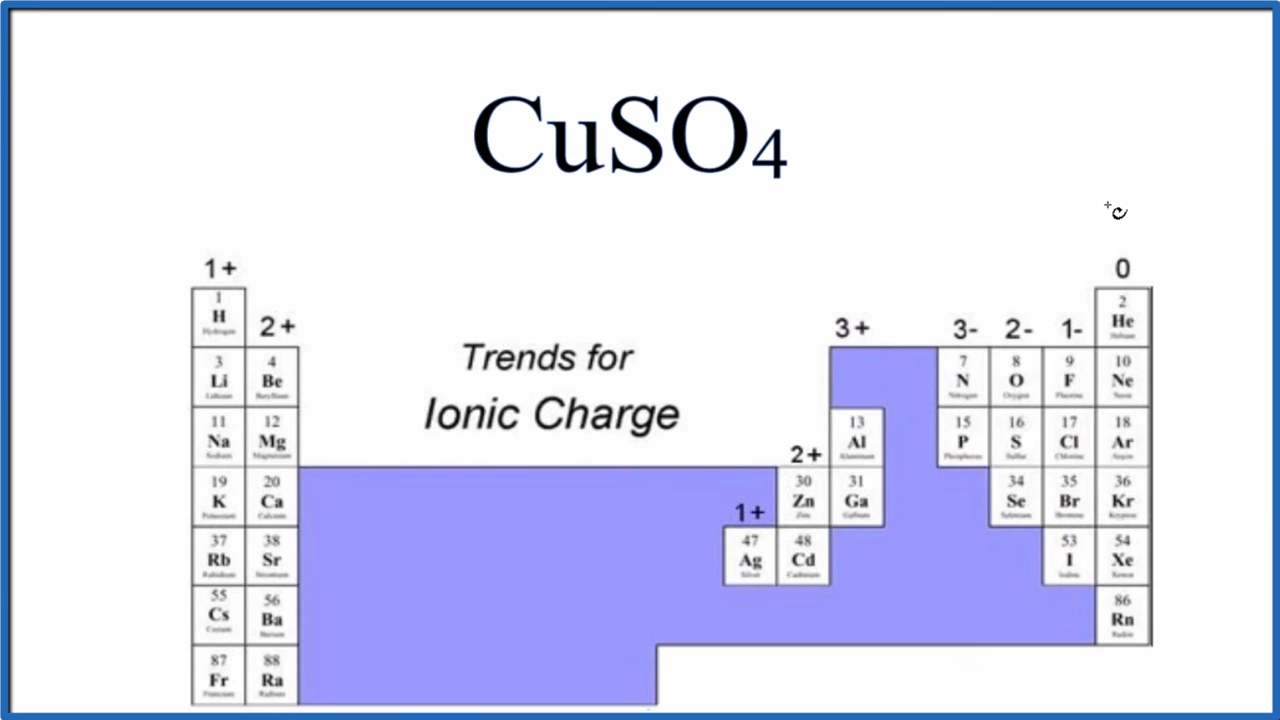 CuSO₄
1+ 0
1 2
H He
Hydrogen Helium
2+ 3+ 3- 2- 1-
3 4 7 8 9 10
Li Be N O F Ne
Lithium Beryllium Nitrogen Oxygen Fluorine Neon
Trends for
Ionic Charge
11 12 13 15 16 17 18
Na Mg Al P S Cl Ar
Sodium Magnesium Aluminum Phosphorus Sulfur Chlorine Argon
2+
19 20 30 31 34 35 36
K Ca Zn Ga Se Br Kr
Potassium Calcium Zinc Gallium Selenium Bromine Krypton
1+
37 38 47 48 53 54
Rb Sr Ag Cd I Xe
Rubidium Strontium Silver Cadmium Iodine Xenon
55 56 86
Cs Ba Rn
Cesium Barium Radon
87 88
Fr Ra
Francium Radium